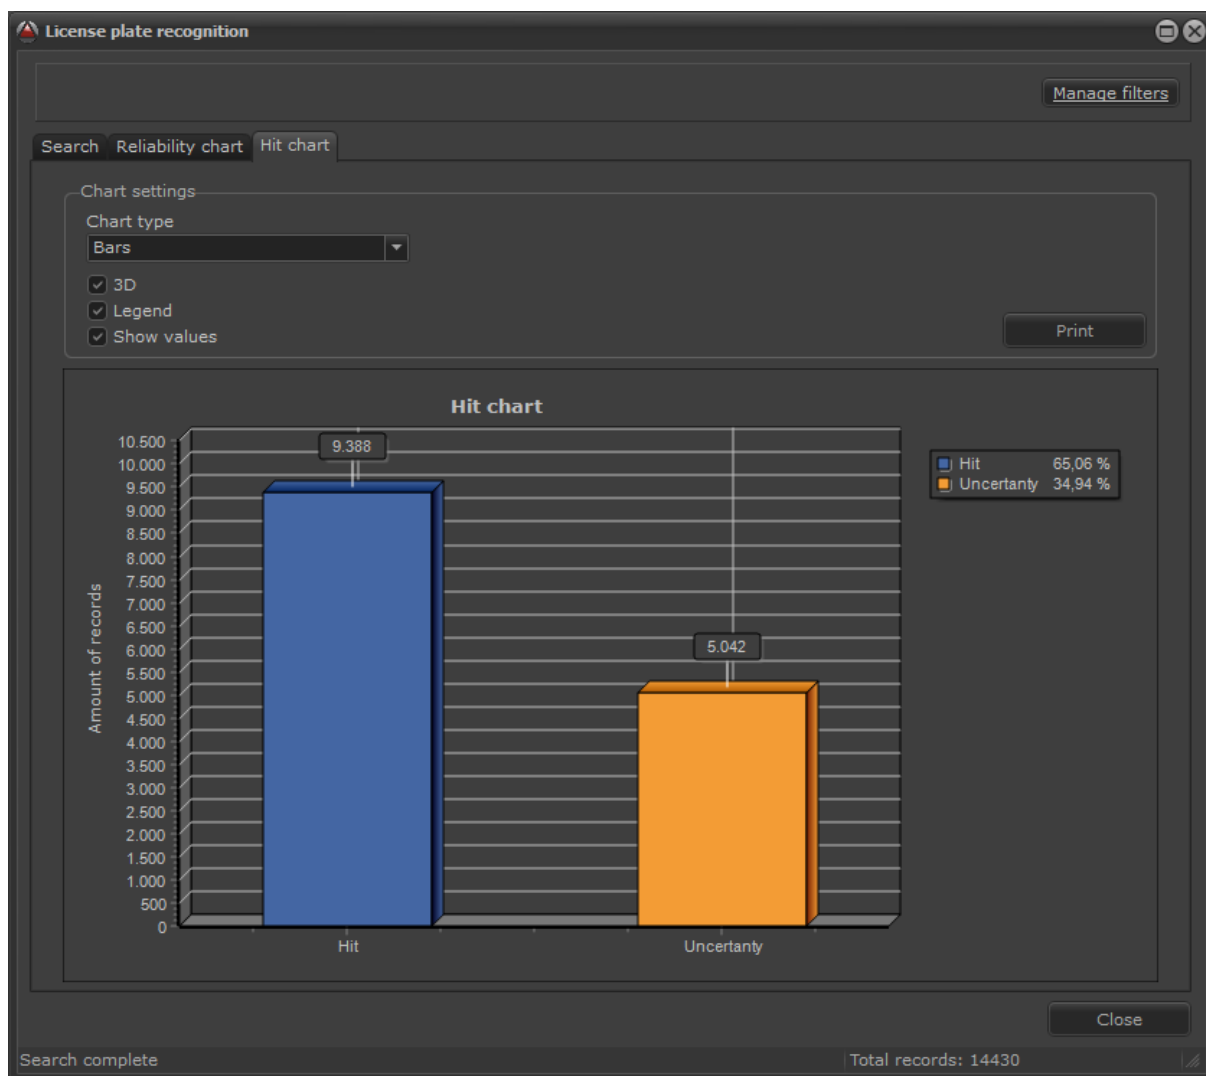 License plate recognition
Manage filters
Search Reliability chart Hit chart
Chart settings
Chart type
Bars
3D
Legend
Show values
Print
Hit chart
9.388
5.042
Hit 65,06 %
Uncertanty 34,94 %
Amount of records
10.500
10.000
9.500
9.000
8.500
8.000
7.500
7.000
6.500
6.000
5.500
5.000
4.500
4.000
3.500
3.000
2.500
2.000
1.500
1.000
500
0
Hit Uncertanty
Close
Search complete Total records: 14430